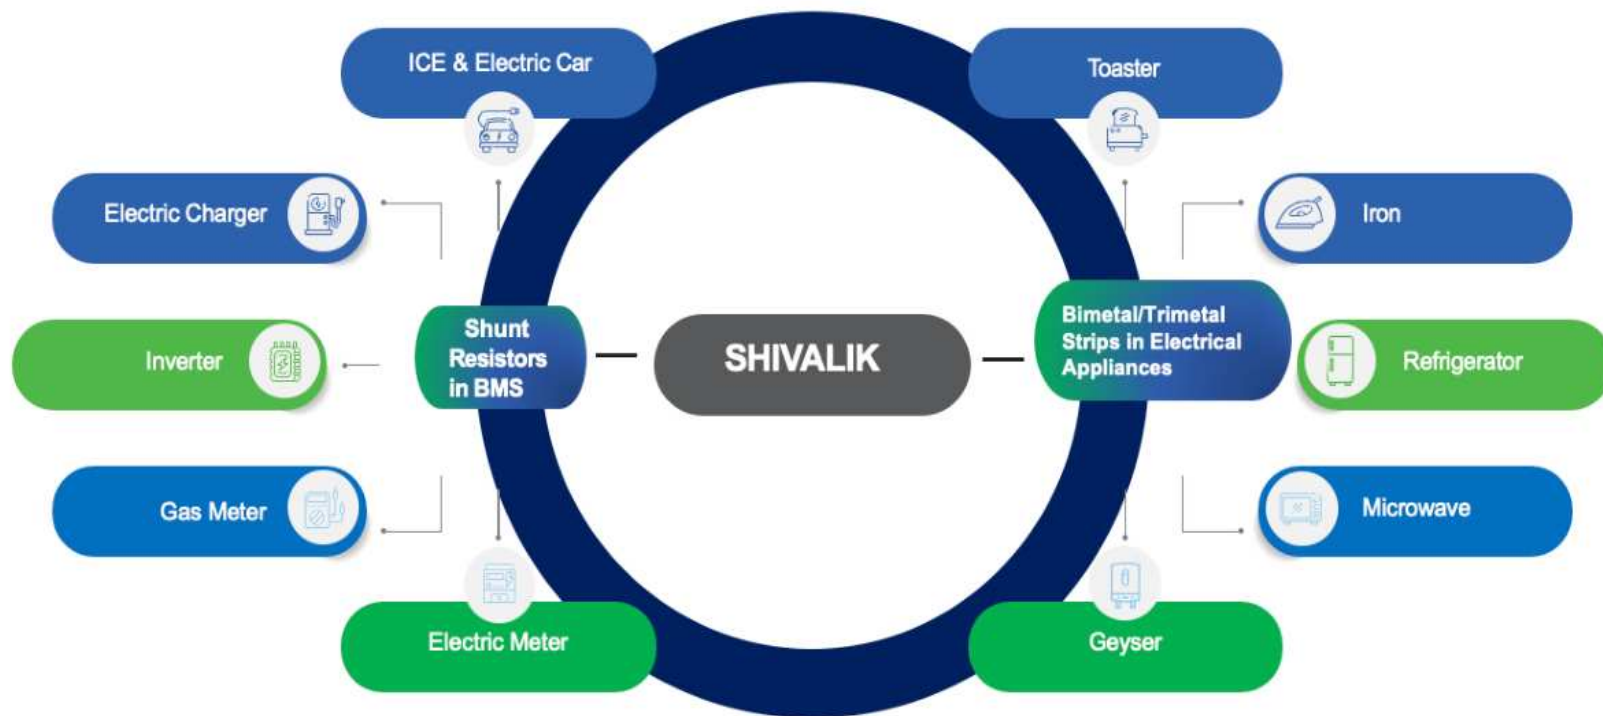 ICE & Electric Car
Toaster
Electric Charger
Iron
Shunt
Resistors
in BMS
SHIVALIK
Bimetal/Trimetal
Strips in Electrical
Appliances
Inverter
Refrigerator
Gas Meter
Microwave
Electric Meter
Geyser